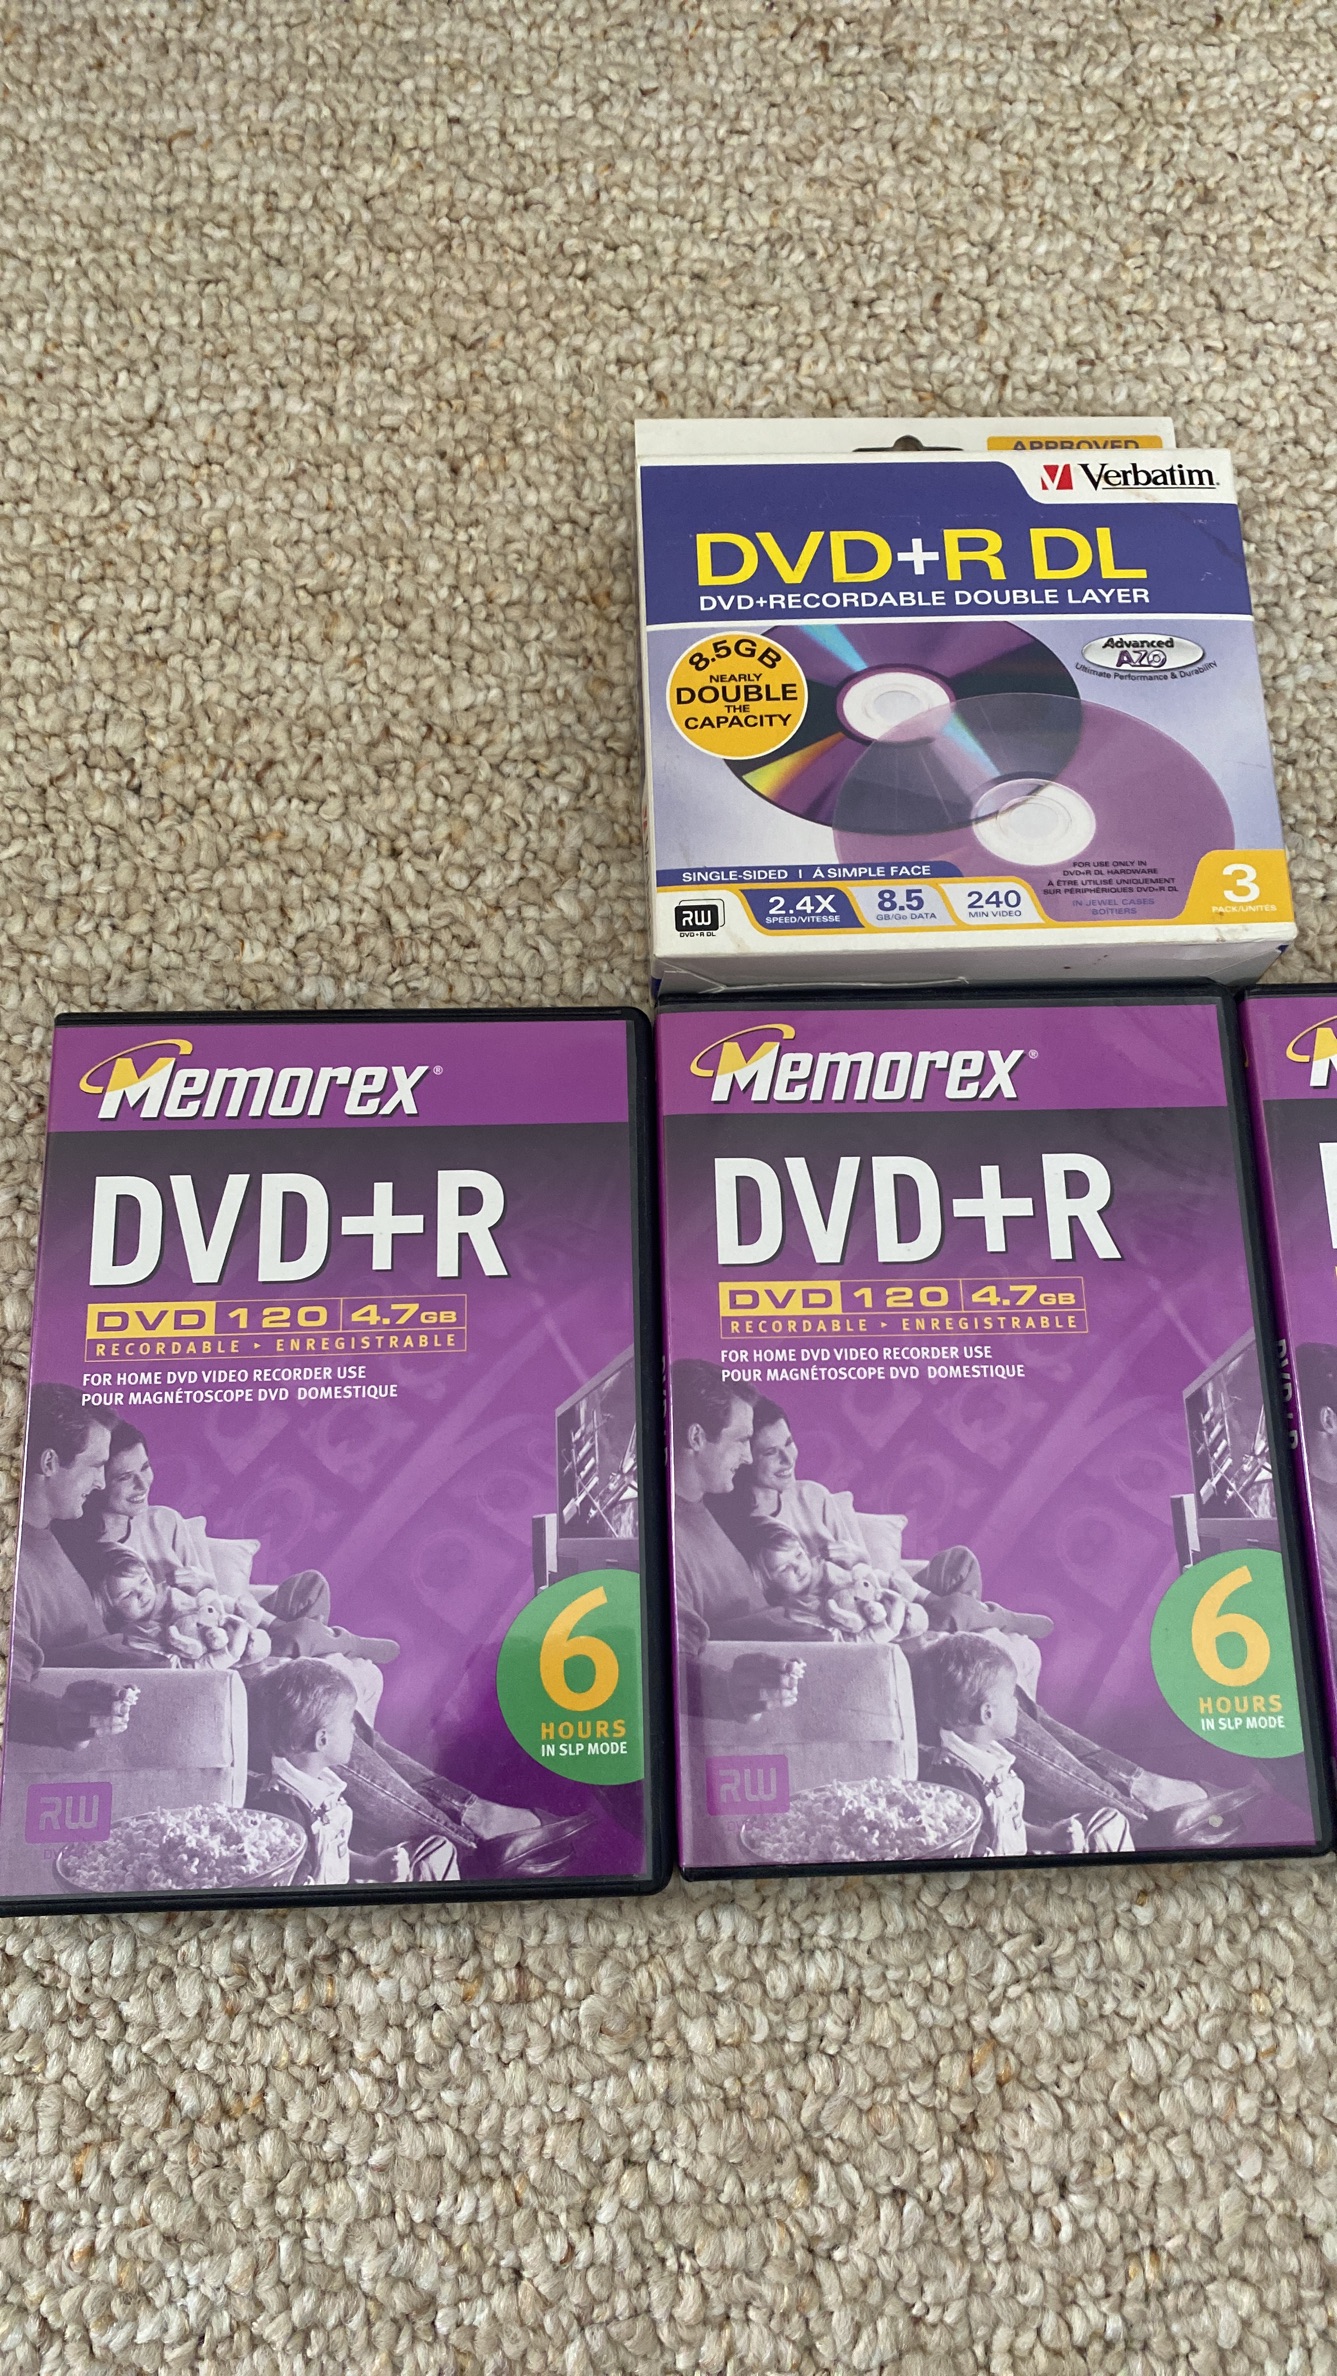 APPROVED
Verbatim®
DVD+R DL
DVD+RECORDABLE DOUBLE LAYER
8.5GB
NEARLY
DOUBLE
THE
CAPACITY
Advanced
AZO
Ultimate Performance & Durability
SINGLE-SIDED | À SIMPLE FACE
FOR USE ONLY IN
DVD+R DL HARDWARE
À ÊTRE UTILISÉ UNIQUEMENT
SUR PÉRIPHÉRIQUES DVD+R DL
IN JEWEL CASES
BOÎTIERS
RW
DVD+R DL
2.4X
SPEED/VITESSE
8.5
GB/Go DATA
240
MIN VIDEO
3
PACK/UNITÉS
Memorex®
DVD+R
DVD 120 4.7GB
RECORDABLE ▸ ENREGISTRABLE
FOR HOME DVD VIDEO RECORDER USE
POUR MAGNÉTOSCOPE DVD DOMESTIQUE
6
HOURS
IN SLP MODE
RW
Memorex®
DVD+R
DVD 120 4.7GB
RECORDABLE ▸ ENREGISTRABLE
FOR HOME DVD VIDEO RECORDER USE
POUR MAGNÉTOSCOPE DVD DOMESTIQUE
6
HOURS
IN SLP MODE
RW
DVD+R